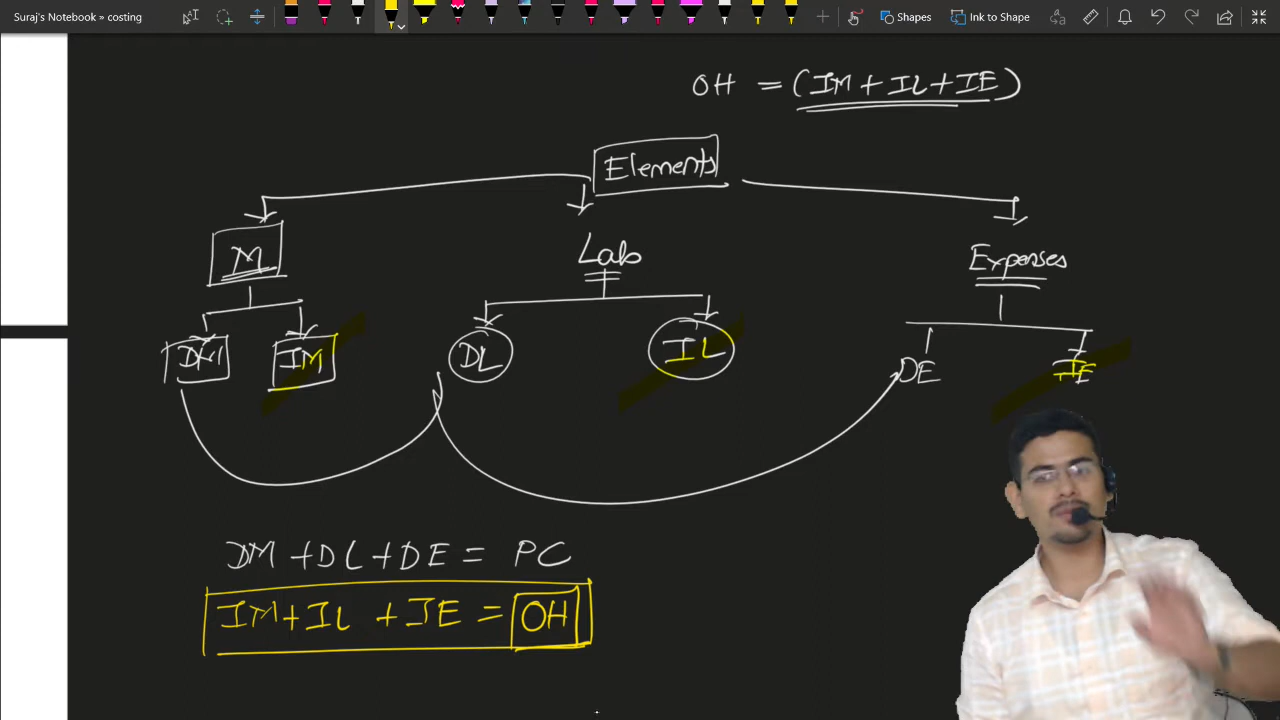 Suraj's Notebook » costing
Shapes
Ink to Shape
OH = (IM + IL + IE)
Elements
M
Lab
Expenses
DM
IM
DL
IL
DE
IE
DM + DL + DE = PC
IM + IL + IE = OH